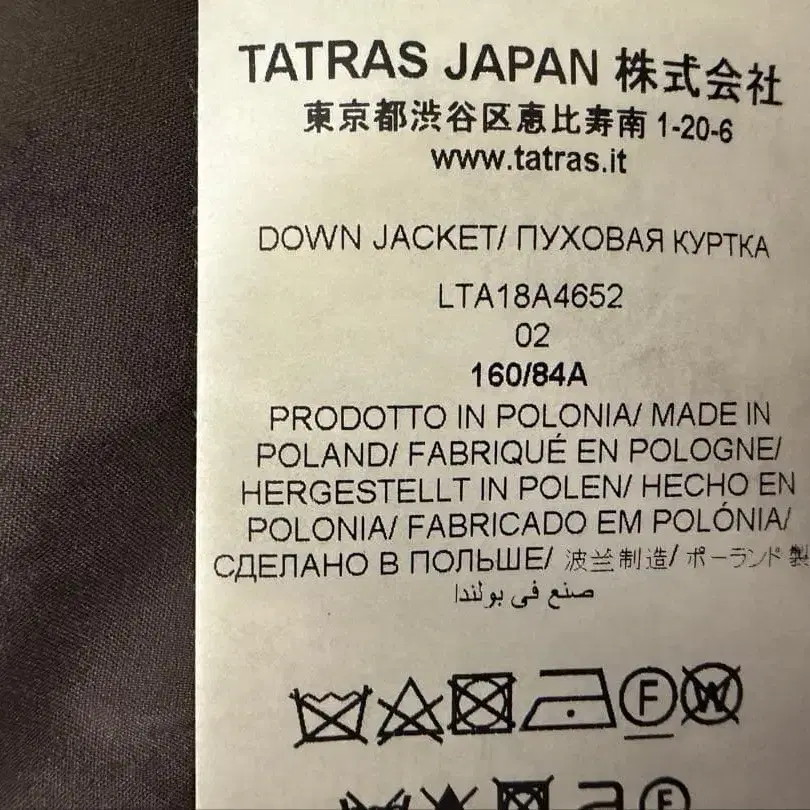 TATRAS JAPAN 株式会社
東京都渋谷区恵比寿南 1-20-6
www.tatras.it
DOWN JACKET/ ПУХОВАЯ КУРТКА
LTA18A4652
02
160/84A
PRODOTTO IN POLONIA/ MADE IN
POLAND/ FABRIQUÉ EN POLOGNE/
HERGESTELLT IN POLEN/ HECHO EN
POLONIA/ FABRICADO EM POLÓNIA/
СДЕЛАНО В ПОЛЬШЕ/ 波兰制造/ ポーランド製
صنع في بولندا
F W
F